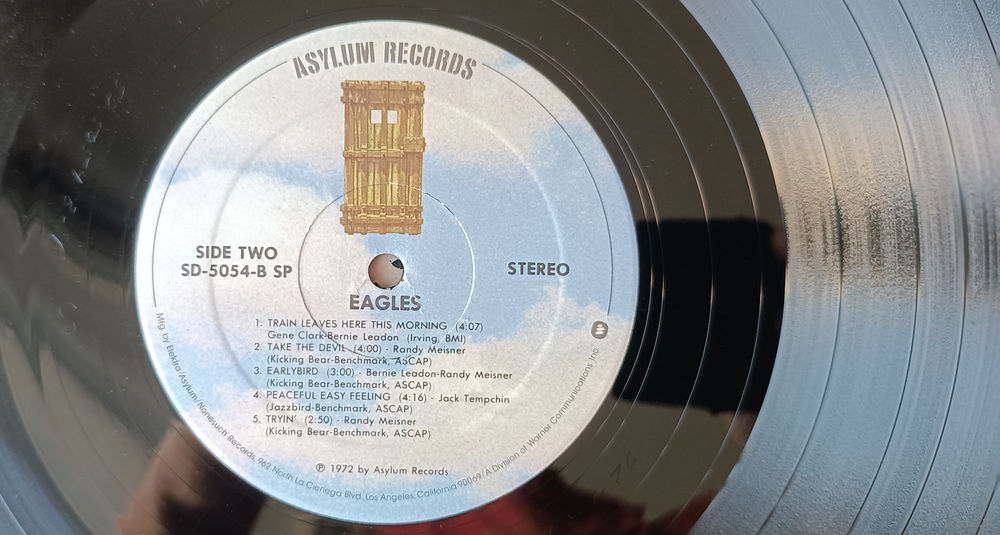 ASYLUM RECORDS
SIDE TWO
SD-5054-B SP
STEREO
EAGLES
1. TRAIN LEAVES HERE THIS MORNING (4:07)
Gene Clark-Bernie Leadon (Irving, BMI)
2. TAKE THE DEVIL (4:00) - Randy Meisner
(Kicking Bear-Benchmark, ASCAP)
3. EARLYBIRD (3:00) - Bernie Leadon-Randy Meisner
(Kicking Bear-Benchmark, ASCAP)
4. PEACEFUL EASY FEELING (4:16) - Jack Tempchin
(Jazzbird-Benchmark, ASCAP)
5. TRYIN' (2:50) - Randy Meisner
(Kicking Bear-Benchmark, ASCAP)
℗ 1972 by Asylum Records
Mfg by Elektra/Asylum/Nonesuch Records, 962 North La Cienega Blvd. Los Angeles, California 90069/A Division of Warner Communications Inc